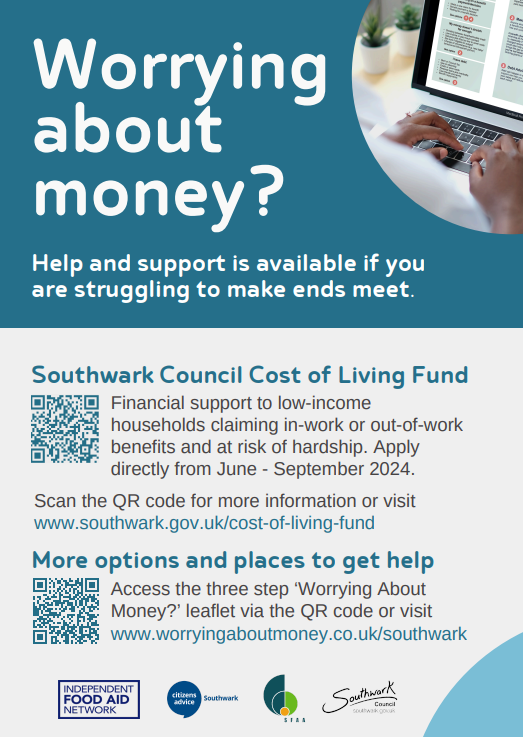 Worrying
about
money?
Help and support is available if you
are struggling to make ends meet.
Southwark Council Cost of Living Fund
Financial support to low-income
households claiming in-work or out-of-work
benefits and at risk of hardship. Apply
directly from June - September 2024.
Scan the QR code for more information or visit
www.southwark.gov.uk/cost-of-living-fund
More options and places to get help
Access the three step ‘Worrying About
Money?’ leaflet via the QR code or visit
www.worryingaboutmoney.co.uk/southwark
INDEPENDENT
FOOD AID
NETWORK
citizens
advice
Southwark
SFAA
Southwark
Council
southwark.gov.uk